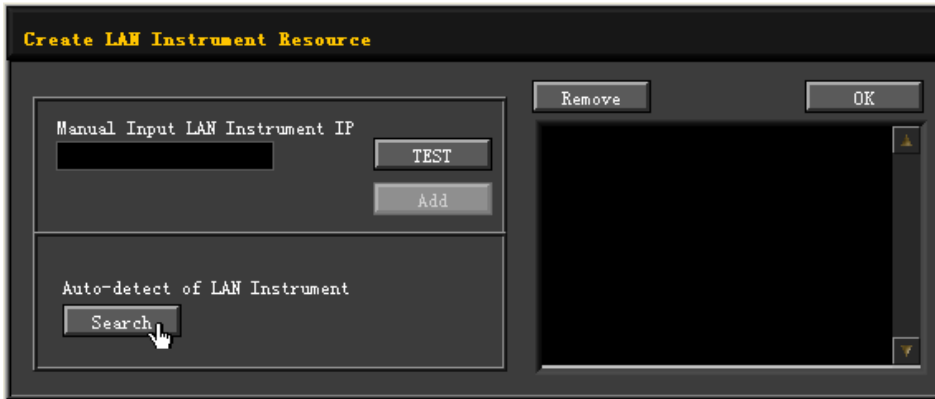 Create LAN Instrument Resource
Remove
OK
Manual Input LAN Instrument IP
TEST
Add
Auto-detect of LAN Instrument
Search